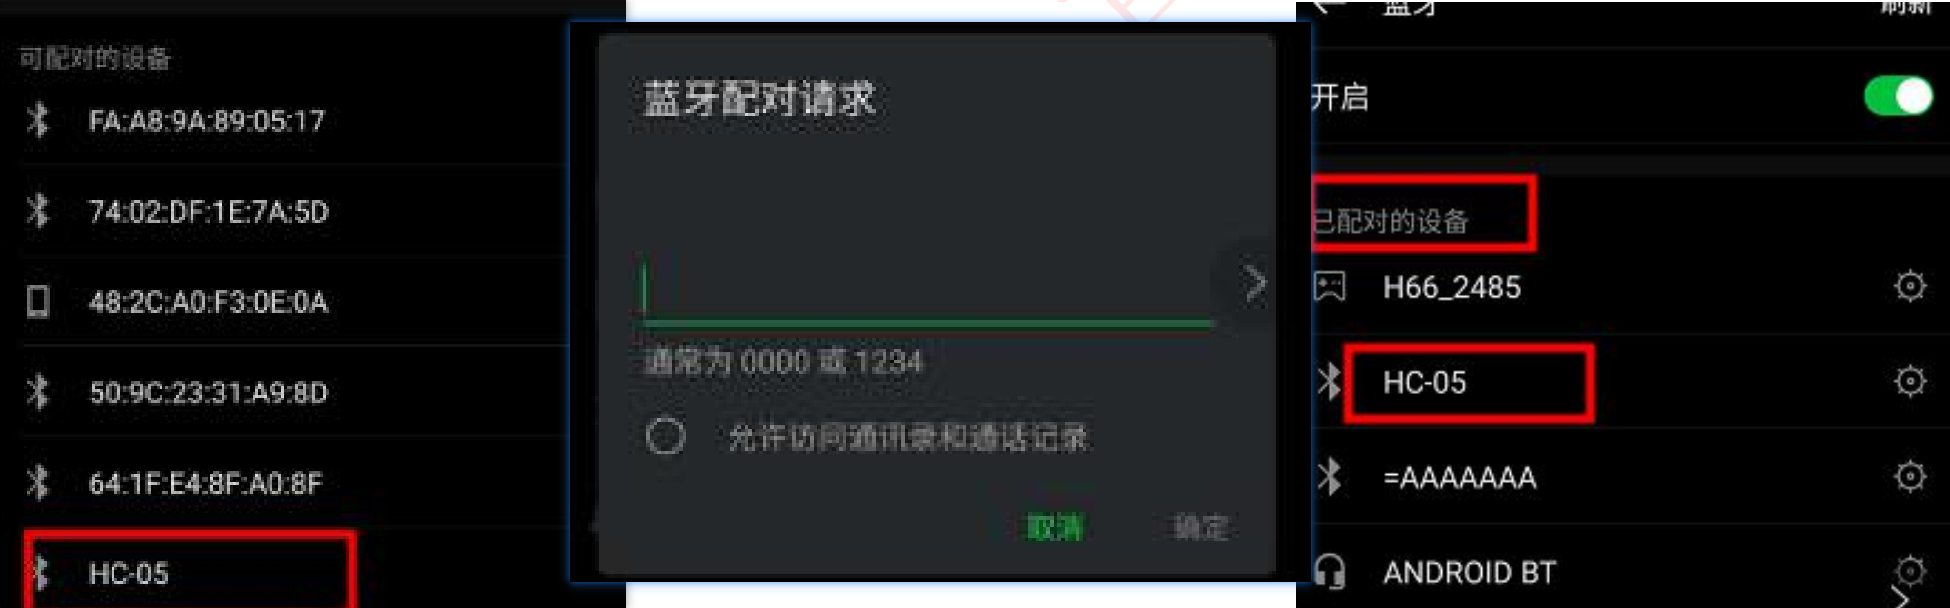 可配对的设备
FA:A8:9A:89:05:17
74:02:DF:1E:7A:5D
48:2C:A0:F3:0E:0A
50:9C:23:31:A9:8D
64:1F:E4:8F:A0:8F
HC-05
蓝牙配对请求
通常为 0000 或 1234
允许访问通讯录和通话记录
取消 确定
蓝牙 刷新
开启
已配对的设备
H66_2485
HC-05
=AAAAAAA
ANDROID BT